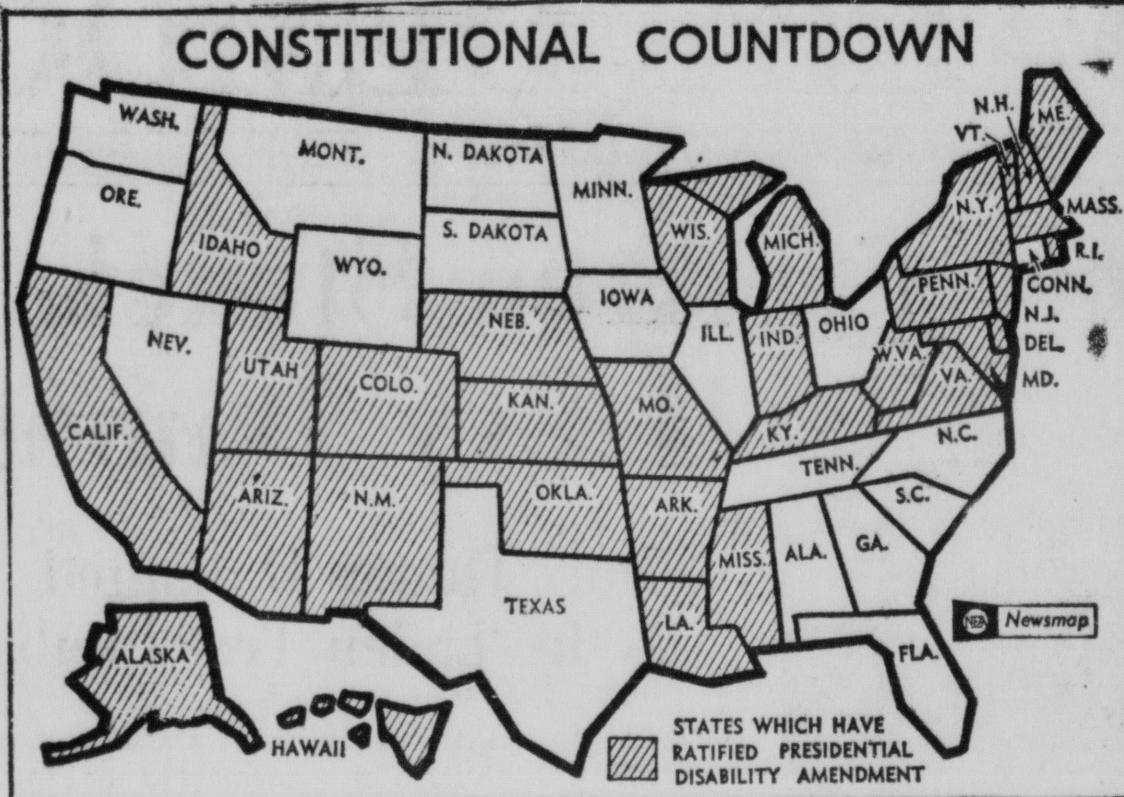 CONSTITUTIONAL COUNTDOWN
WASH.
MONT.
N. DAKOTA
MINN.
N.H.
VT.
ME.
ORE.
IDAHO
WYO.
S. DAKOTA
WIS.
MICH.
N.Y.
MASS.
R.I.
CONN.
NEV.
UTAH
COLO.
NEB.
IOWA
ILL.
IND.
OHIO
PENN.
N.J.
DEL.
MD.
W.VA.
VA.
CALIF.
KAN.
MO.
KY.
N.C.
TENN.
S.C.
ARIZ.
N.M.
OKLA.
ARK.
MISS.
ALA.
GA.
TEXAS
LA.
FLA.
NEA Newsmap
ALASKA
HAWAII
STATES WHICH HAVE
RATIFIED PRESIDENTIAL
DISABILITY AMENDMENT